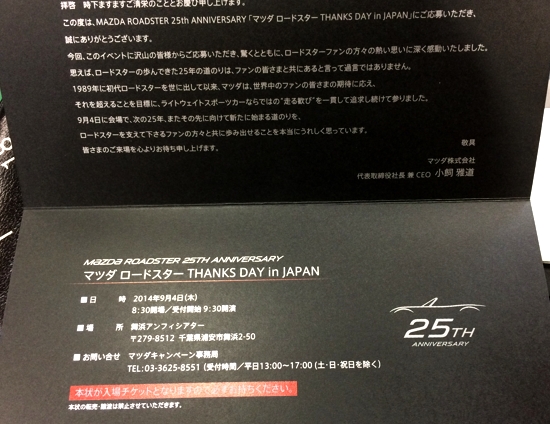 拝啓 時下ますますご清栄のこととお慶び申し上げます。
この度は、MAZDA ROADSTER 25th ANNIVERSARY「マツダ ロードスター THANKS DAY in JAPAN」にご応募いただき、
誠にありがとうございます。
今回、このイベントに沢山の皆様からご応募いただき、驚くとともに、ロードスターファンの方々の熱い思いに深く感動いたしました。
思えば、ロードスターの歩んできた25年の道のりは、ファンの皆さまと共にあると言って過言ではありません。
1989年に初代ロードスターを世に出して以来、マツダは、世界中のファンの皆さまの期待に応え、
それを超えることを目標に、ライトウェイトスポーツカーならではの“走る歓び”を一貫して追求し続けて参りました。
9月4日に会場で、次の25年、またその先に向けて新たに始まる道のりを、
ロードスターを支えて下さるファンの方々と共に歩み出せることを本当にうれしく思っています。
皆さまのご来場を心よりお待ち申し上げます。
敬具
マツダ株式会社
代表取締役社長 兼 CEO 小飼 雅道
MAZDA ROADSTER 25TH ANNIVERSARY
マツダ ロードスター THANKS DAY in JAPAN
■日 時 2014年9月4日(木)
8:30開場/受付開始 9:30開演
■場 所 舞浜アンフィシアター
〒279-8512 千葉県浦安市舞浜2-50
■お問い合せ マツダキャンペーン事務局
TEL:03-3625-8551 (受付時間/平日13:00~17:00 (土・日・祝日を除く)
25TH
ANNIVERSARY
本状が入場チケットとなりますので必ずお持ちください。
本状の販売・譲渡は禁止させていただきます。